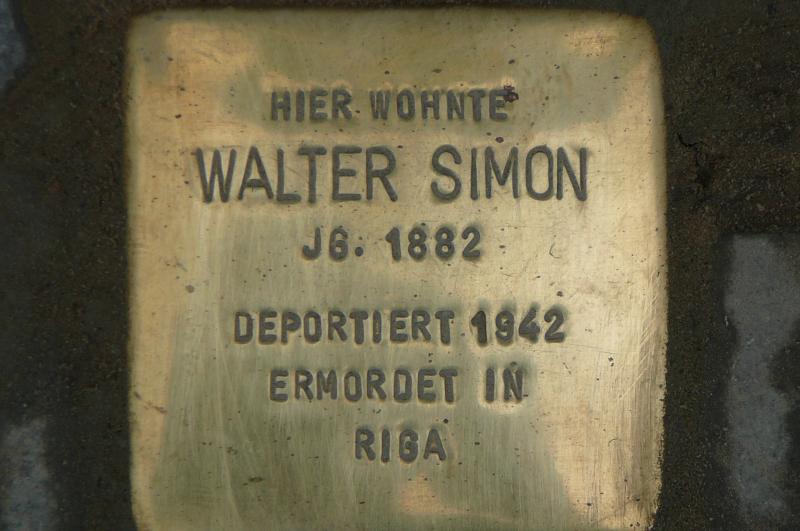 HIER WOHNTE
WALTER SIMON
JG. 1882
DEPORTIERT 1942
ERMORDET IN
RIGA